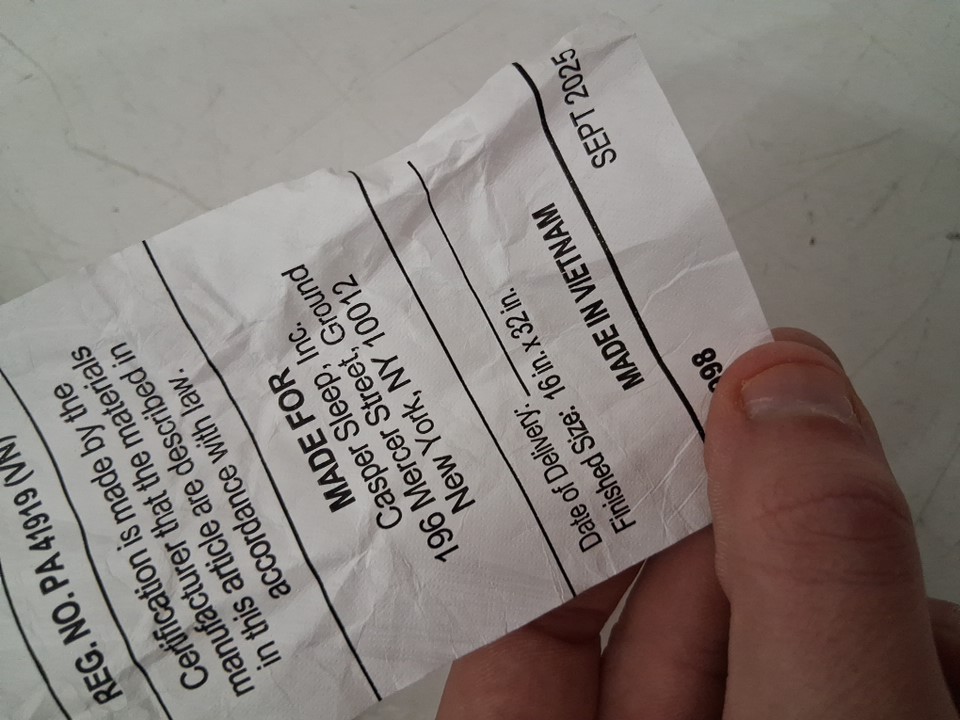 REG. NO. PA 41919 (VN)
Certification is made by the
manufacturer that the materials
in this article are described in
accordance with law.
MADE FOR
Casper Sleep, Inc.
196 Mercer Street, Ground
New York, NY 10012
Date of Delivery:
Finished Size: 16 in. x 32 in.
MADE IN VIETNAM
SEPT 2025